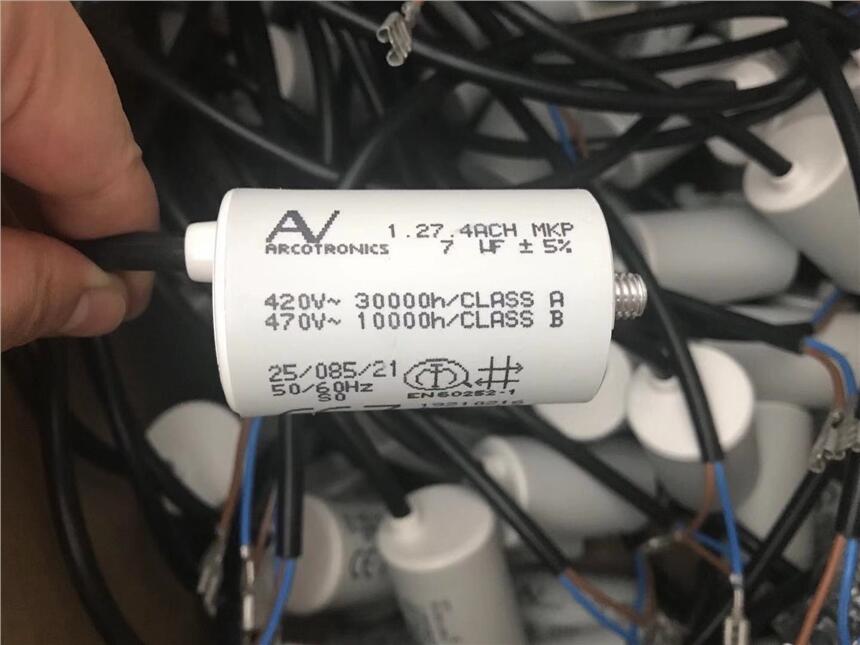 AV 1.27.4ACH MKP
ARCOTRONICS 7 µF ± 5%
420V~ 30000h/CLASS A
470V~ 10000h/CLASS B
25/085/21
50/60Hz
S0
EN60252-1